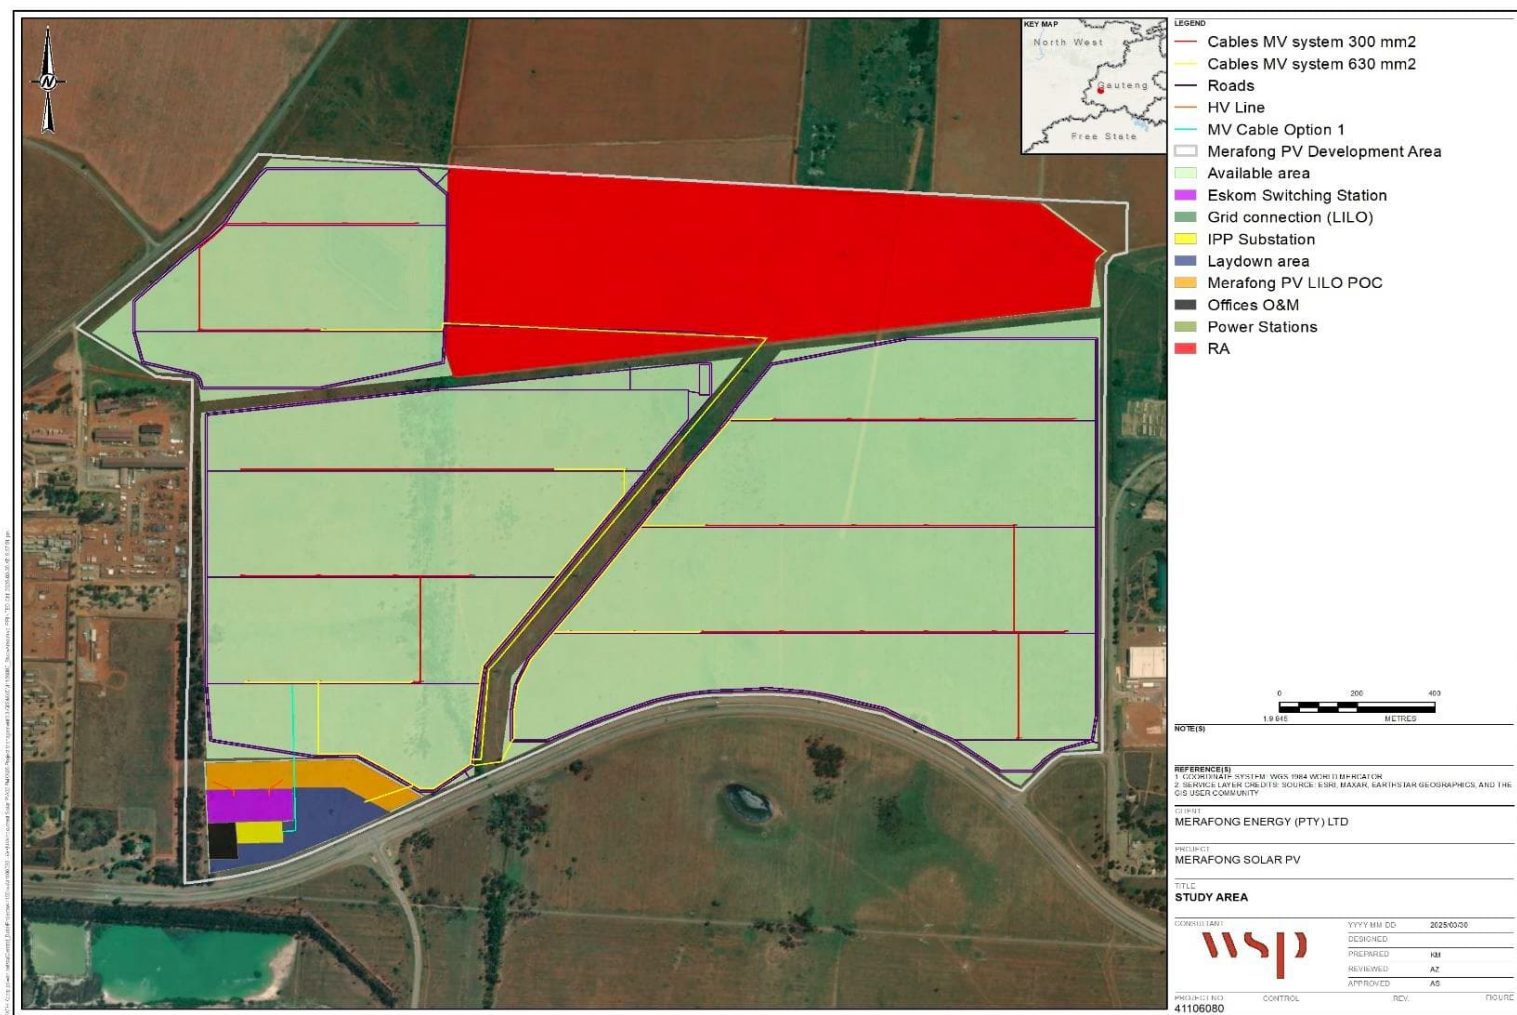 N
KEY MAP
North West
Gauteng
Free State
LEGEND
Cables MV system 300 mm2
Cables MV system 630 mm2
Roads
HV Line
MV Cable Option 1
Merafong PV Development Area
Available area
Eskom Switching Station
Grid connection (LILO)
IPP Substation
Laydown area
Merafong PV LILO POC
Offices O&M
Power Stations
RA
0 200 400
METRES
NOTE(S)
REFERENCE(S)
1. COORDINATE SYSTEM: WGS 1984 WORLD MERCATOR
2. SERVICE LAYER CREDITS: SOURCE: ESRI, MAXAR, EARTHSTAR GEOGRAPHICS, AND THE
GIS USER COMMUNITY
CLIENT
MERAFONG ENERGY (PTY) LTD
PROJECT
MERAFONG SOLAR PV
TITLE
STUDY AREA
CONSULTANT
wsp
YYYY MM DD 2025/03/30
DESIGNED
PREPARED KM
REVIEWED AZ
APPROVED AS
PROJECT NO. CONTROL REV. FIGURE
41106080